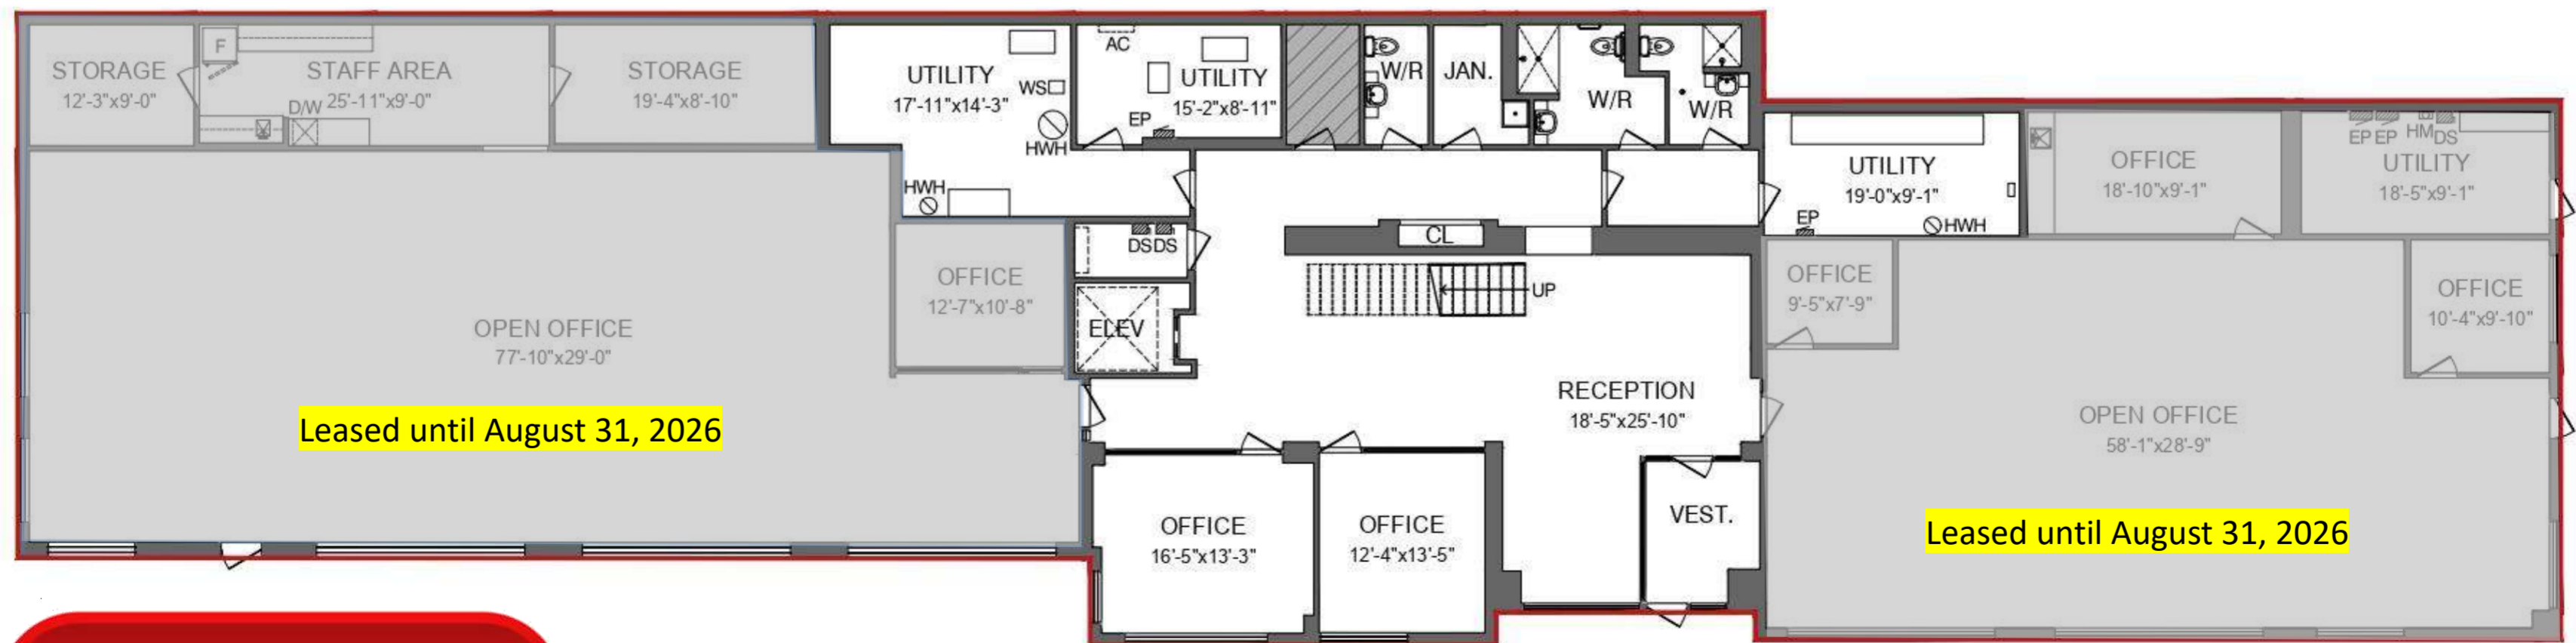 STORAGE
12'-3"x9'-0"
F
STAFF AREA
25'-11"x9'-0"
D/W
STORAGE
19'-4"x8'-10"
UTILITY
17'-11"x14'-3"
WS
HWH
HWH
AC
UTILITY
15'-2"x8'-11"
EP
W/R
JAN.
W/R
W/R
UTILITY
19'-0"x9'-1"
EP
HWH
OFFICE
18'-10"x9'-1"
EP EP HM DS
UTILITY
18'-5"x9'-1"
OPEN OFFICE
77'-10"x29'-0"
Leased until August 31, 2026
OFFICE
12'-7"x10'-8"
DS DS
ELEV
CL
UP
RECEPTION
18'-5"x25'-10"
OFFICE
16'-5"x13'-3"
OFFICE
12'-4"x13'-5"
VEST.
OFFICE
9'-5"x7'-9"
OFFICE
10'-4"x9'-10"
OPEN OFFICE
58'-1"x28'-9"
Leased until August 31, 2026